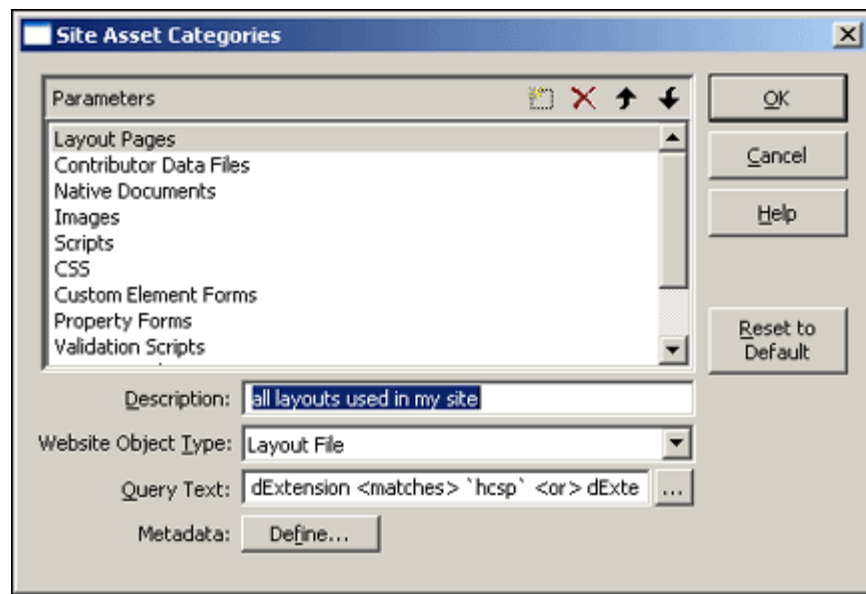 Site Asset Categories
Parameters
Layout Pages
Contributor Data Files
Native Documents
Images
Scripts
CSS
Custom Element Forms
Property Forms
Validation Scripts
OK
Cancel
Help
Reset to
Default
Description: all layouts used in my site
Website Object Type: Layout File
Query Text: dExtension <matches> `hcsp` <or> dExte ...
Metadata: Define...